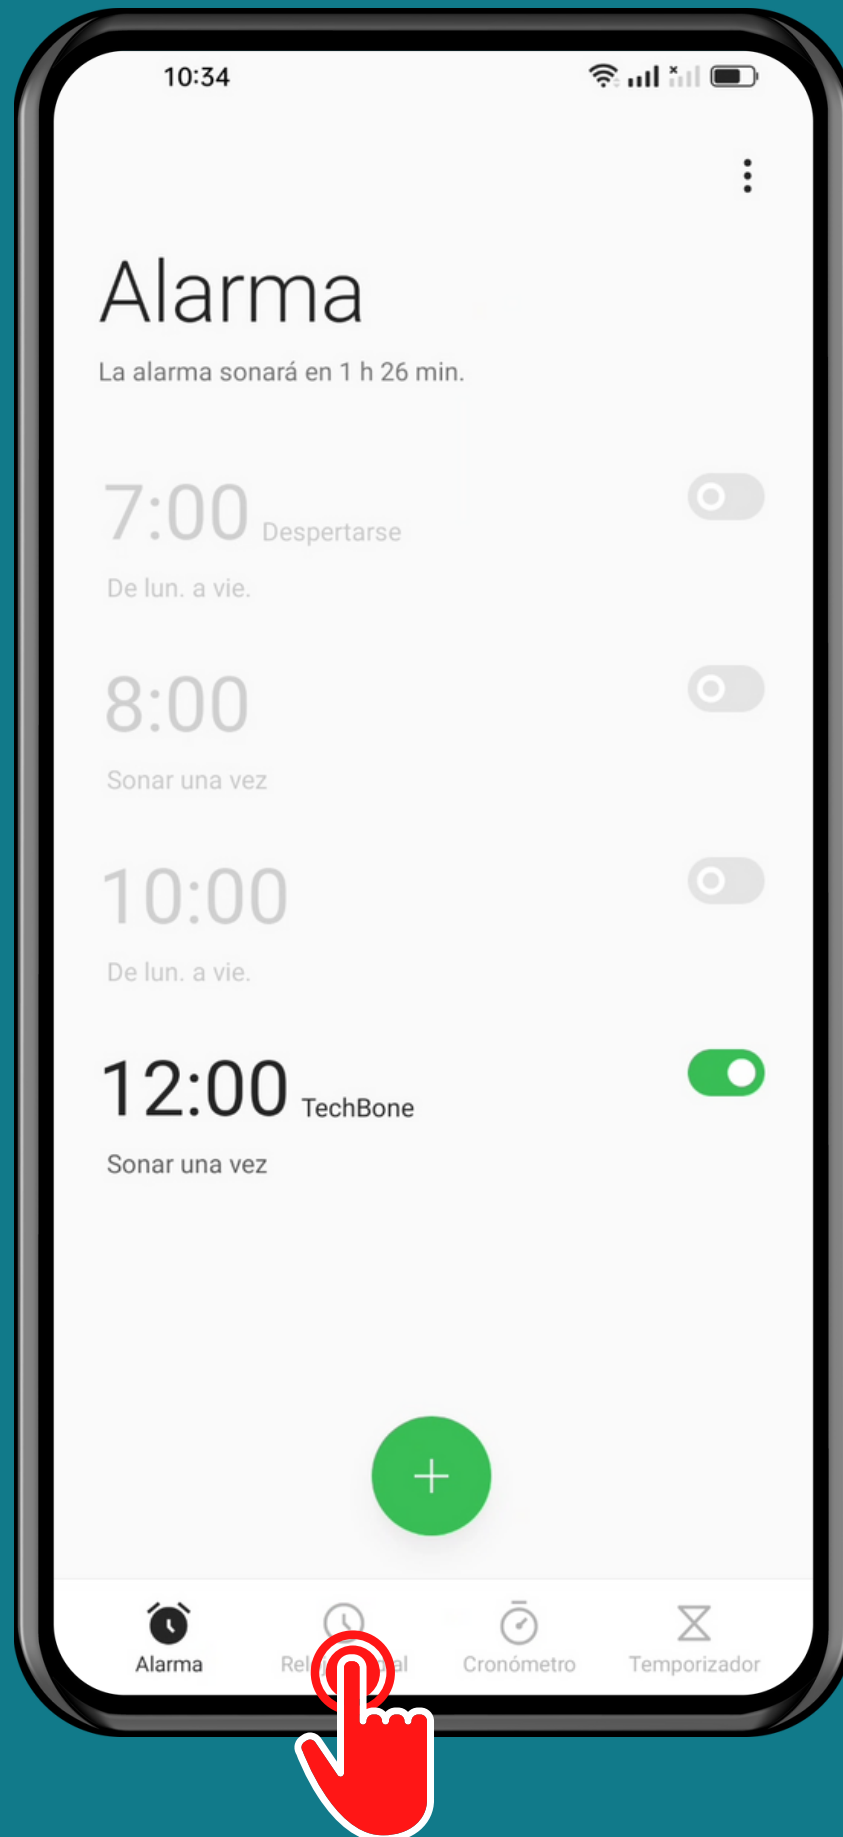 10:34
Alarma
La alarma sonará en 1 h 26 min.
7:00 Despertarse
De lun. a vie.
8:00
Sonar una vez
10:00
De lun. a vie.
12:00 TechBone
Sonar una vez
Alarma
Cronómetro
Temporizador